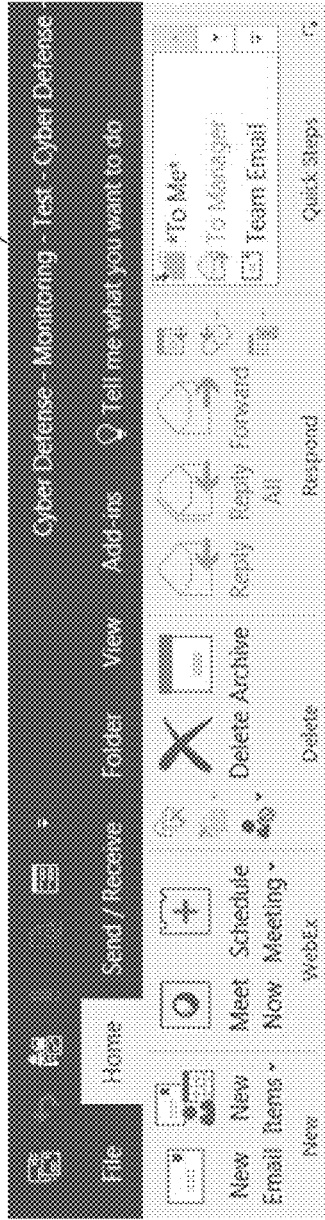 Cyber Defense - Monitoring - Test - Cyber Defense -
File Home Send / Receive Folder View Add-ins Tell me what you want to do
New Email
New Items
Meet Now
Schedule Meeting
Delete Archive
Reply Reply All Forward
*To Me*
To Manager
Team Email
New WebEx Delete Respond Quick Steps